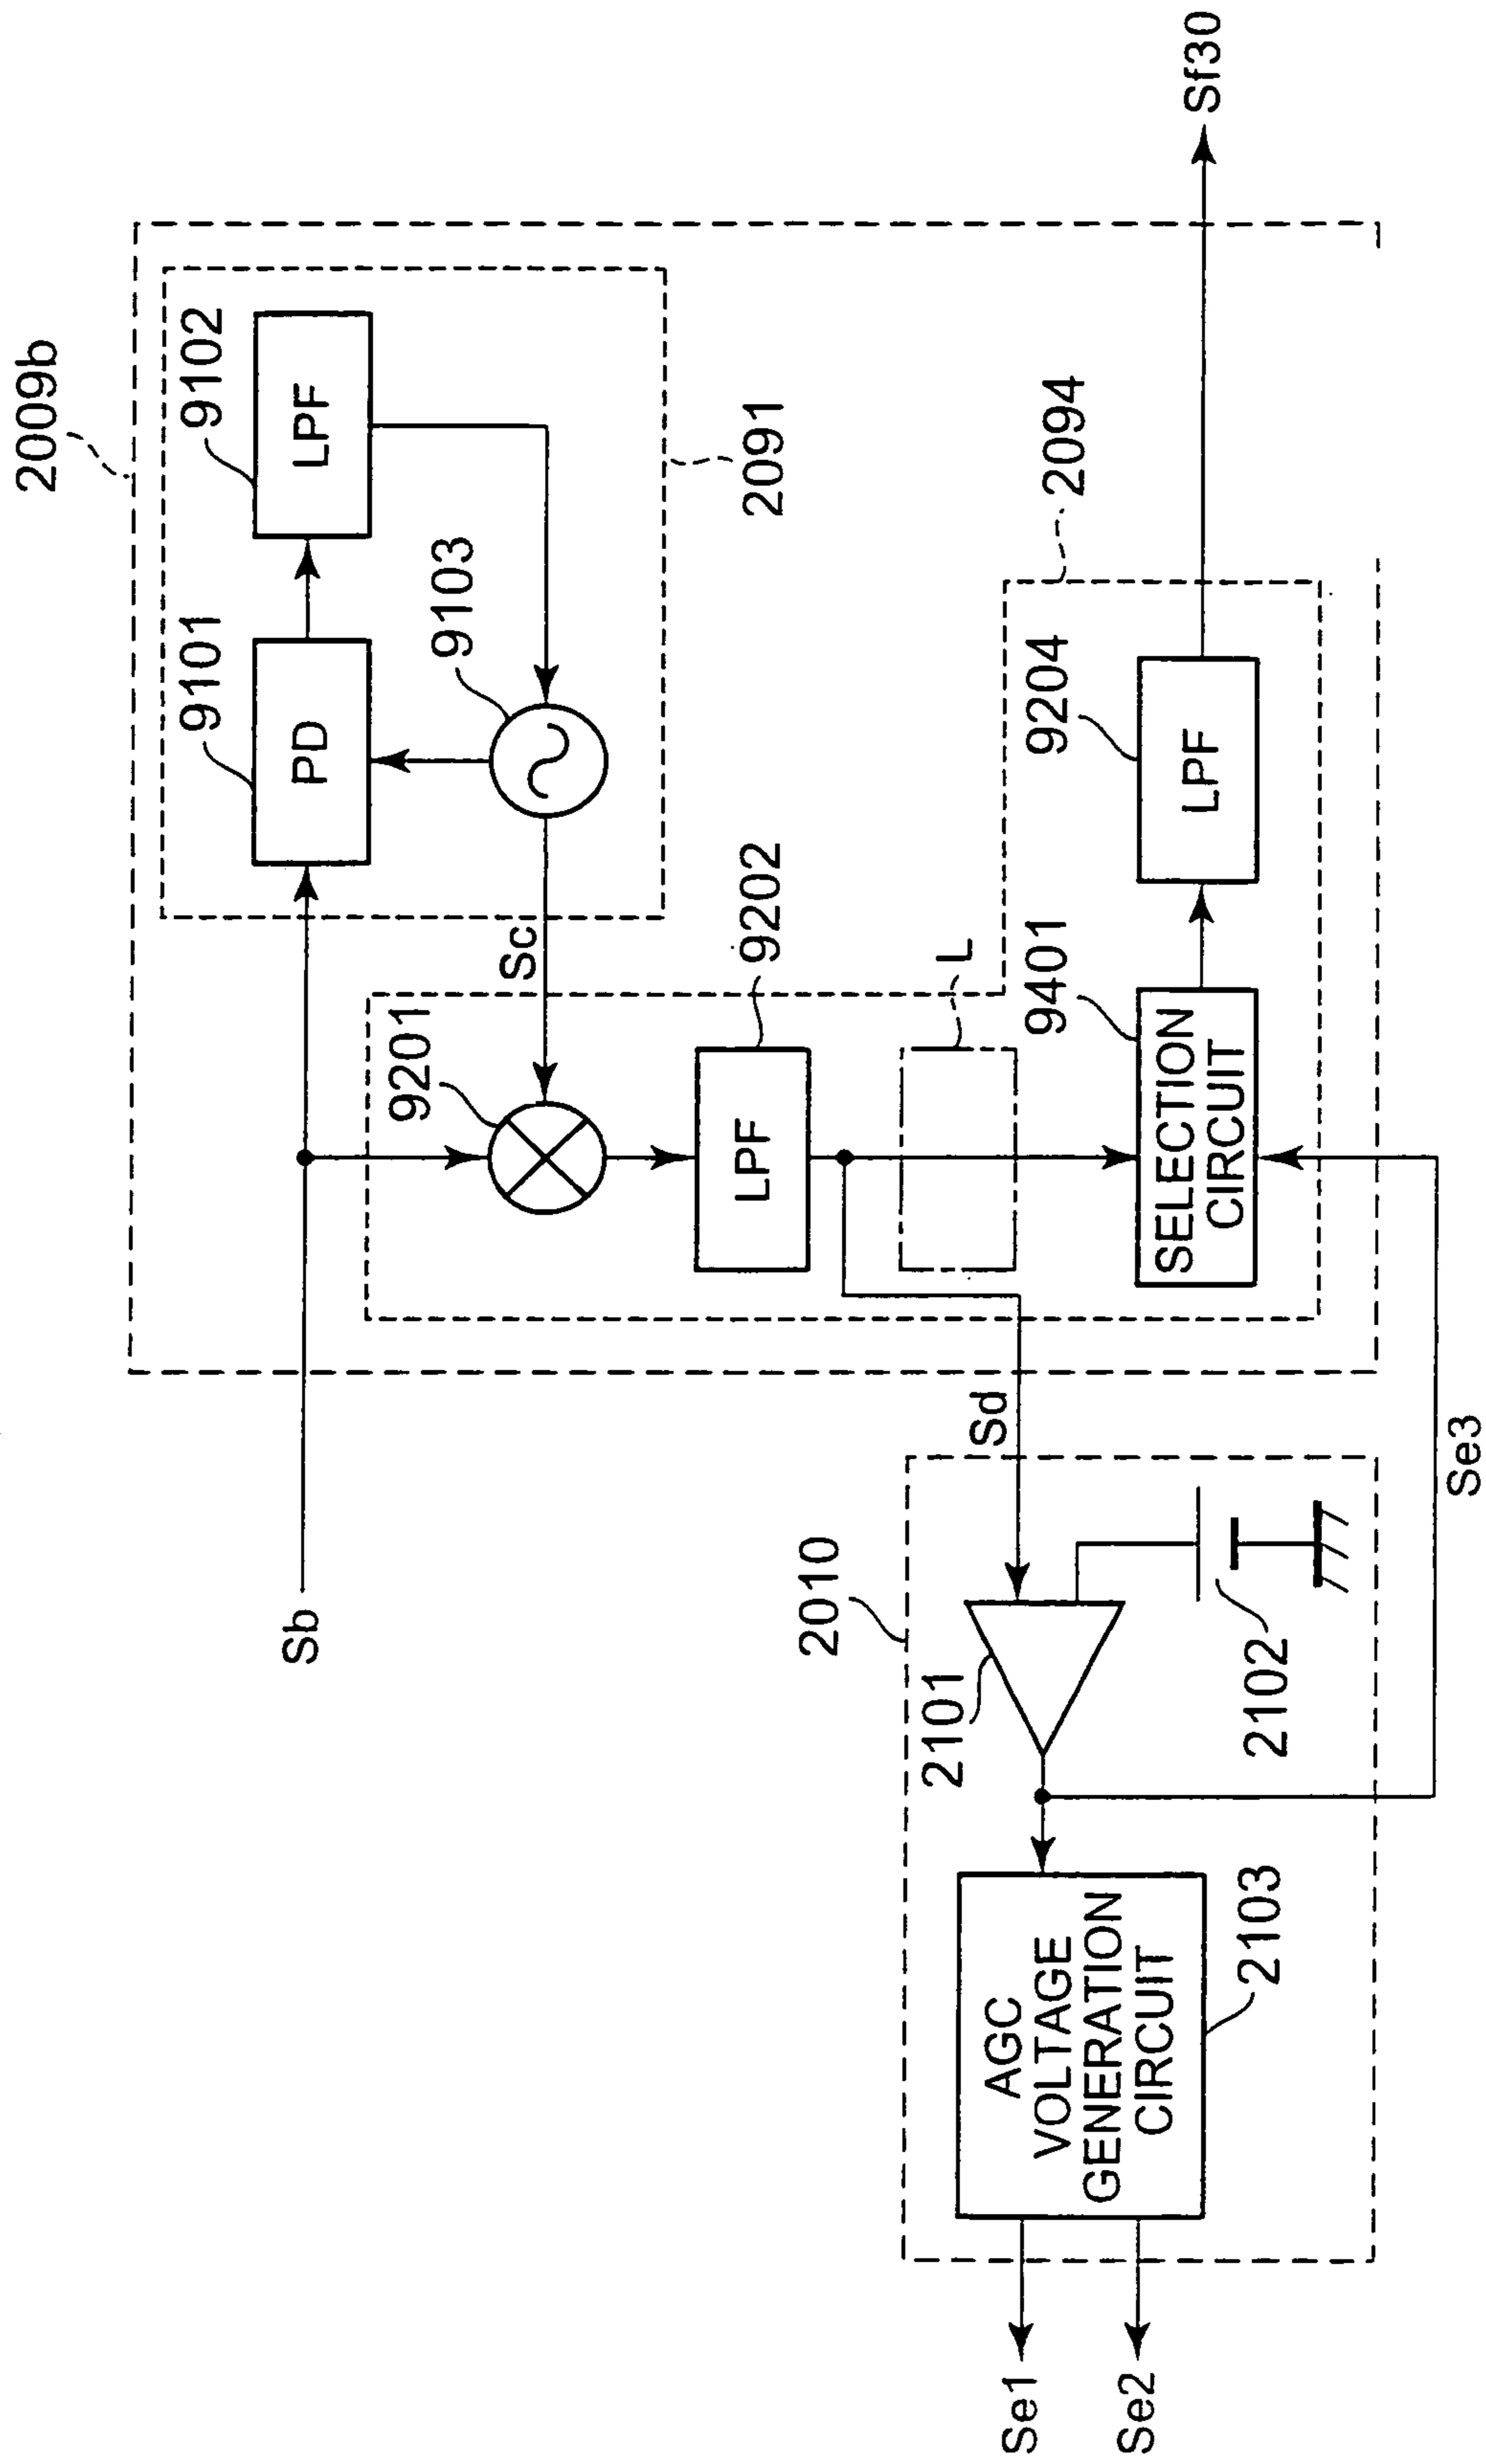 2009b
9101
PD
9102
LPF
9103
2091
Sb
Sc
9201
9202
LPF
L
2094
9401
SELECTION
CIRCUIT
9204
LPF
Sf30
Sd
2010
2101
2102
AGC
VOLTAGE
GENERATION
CIRCUIT
2103
Se1
Se2
Se3